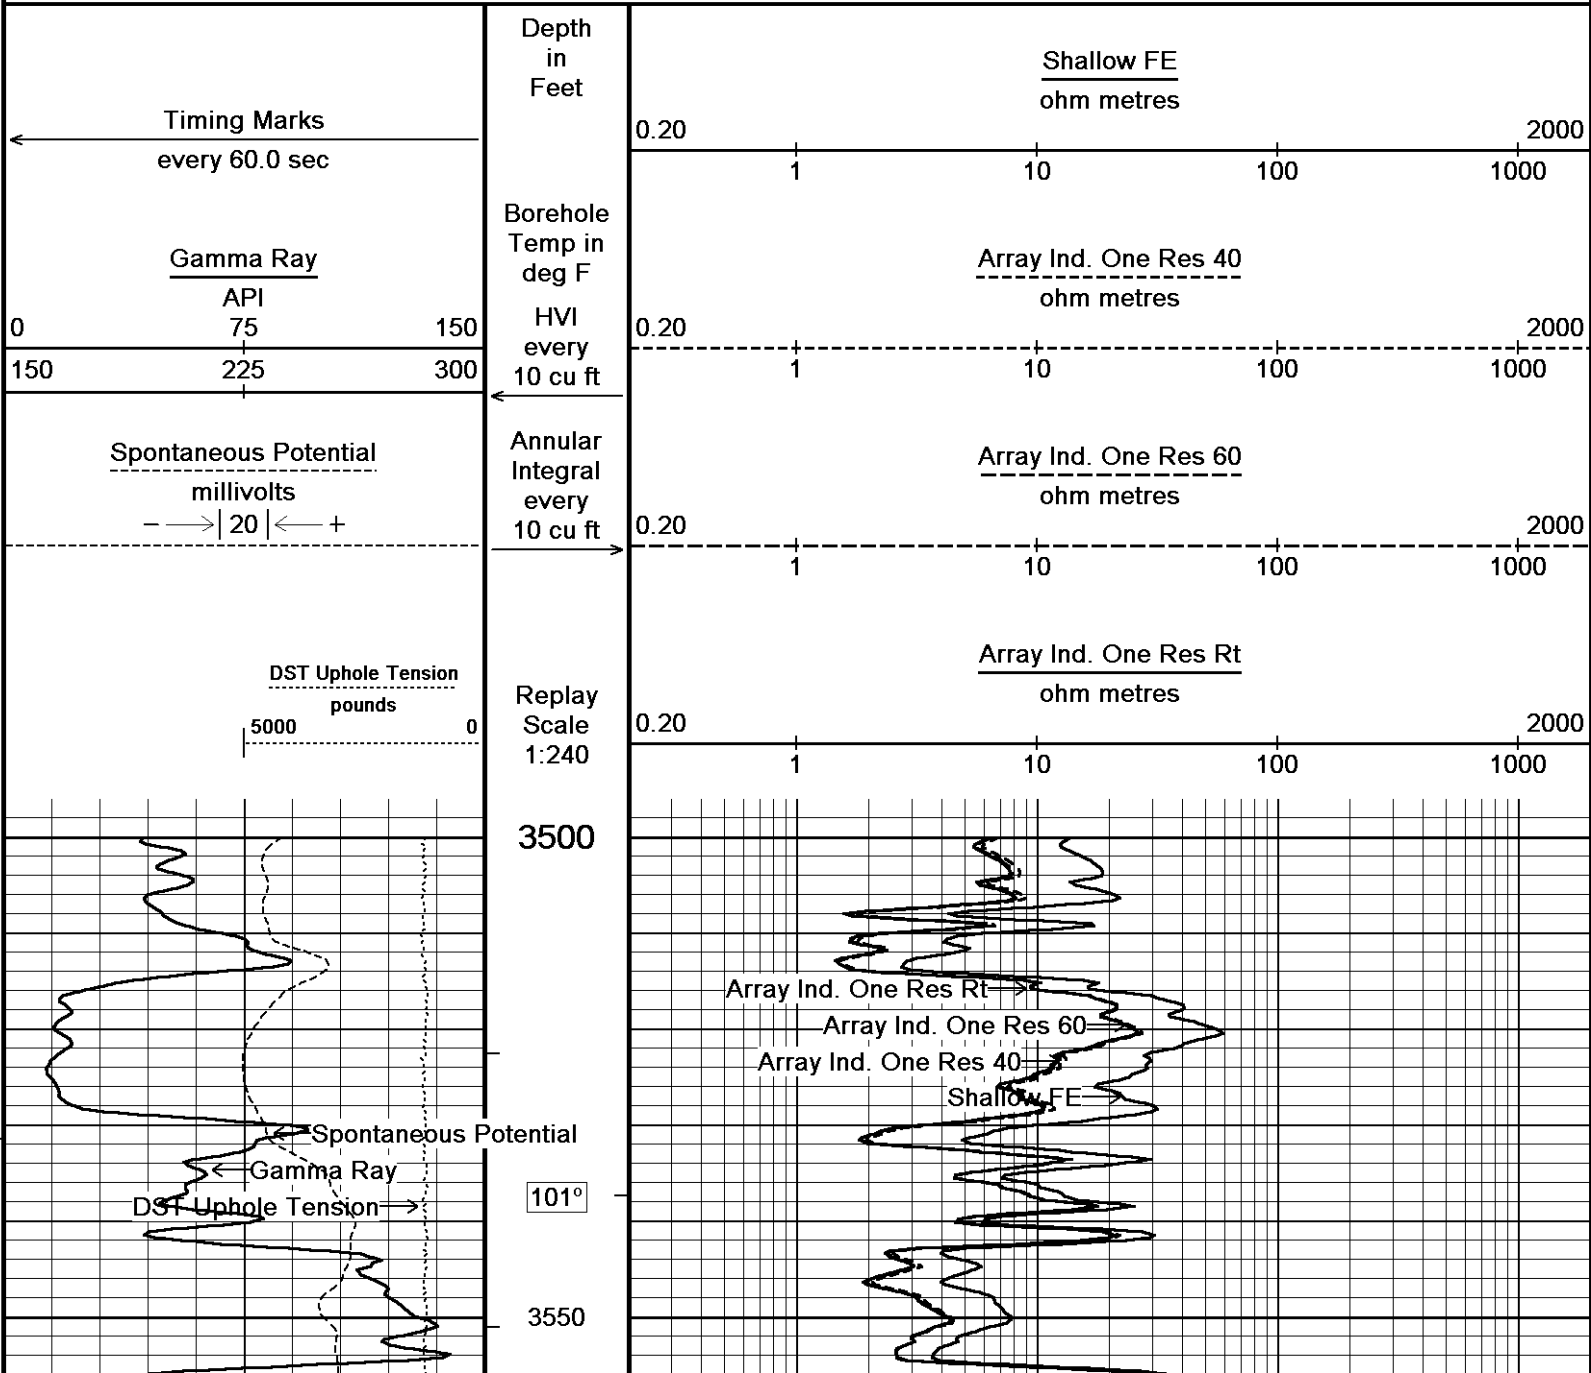 Timing Marks
every 60.0 sec
Gamma Ray
API
0 75 150
150 225 300
Spontaneous Potential
millivolts
− 20 +
DST Uphole Tension
pounds
5000 0
Depth
in
Feet
Borehole
Temp in
deg F
HVI
every
10 cu ft
Annular
Integral
every
10 cu ft
Replay
Scale
1:240
Shallow FE
ohm metres
0.20 2000
1 10 100 1000
Array Ind. One Res 40
ohm metres
0.20 2000
1 10 100 1000
Array Ind. One Res 60
ohm metres
0.20 2000
1 10 100 1000
Array Ind. One Res Rt
ohm metres
0.20 2000
1 10 100 1000
3500
Array Ind. One Res Rt
Array Ind. One Res 60
Array Ind. One Res 40
Shallow FE
Spontaneous Potential
Gamma Ray
DST Uphole Tension
101°
3550